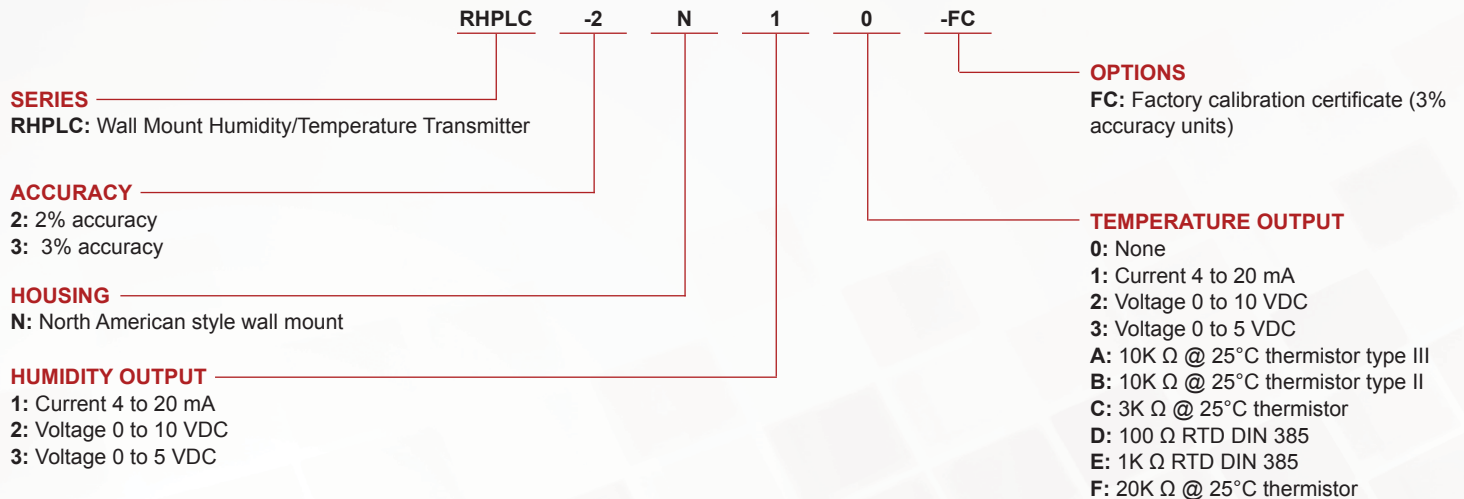 RHPLC -2 N 1 0 -FC
SERIES
RHPLC: Wall Mount Humidity/Temperature Transmitter
ACCURACY
2: 2% accuracy
3: 3% accuracy
HOUSING
N: North American style wall mount
HUMIDITY OUTPUT
1: Current 4 to 20 mA
2: Voltage 0 to 10 VDC
3: Voltage 0 to 5 VDC
OPTIONS
FC: Factory calibration certificate (3%
accuracy units)
TEMPERATURE OUTPUT
0: None
1: Current 4 to 20 mA
2: Voltage 0 to 10 VDC
3: Voltage 0 to 5 VDC
A: 10K Ω @ 25°C thermistor type III
B: 10K Ω @ 25°C thermistor type II
C: 3K Ω @ 25°C thermistor
D: 100 Ω RTD DIN 385
E: 1K Ω RTD DIN 385
F: 20K Ω @ 25°C thermistor